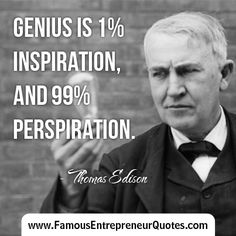 GENIUS IS 1%
INSPIRATION,
AND 99%
PERSPIRATION.
- Thomas Edison
www.FamousEntrepreneurQuotes.com